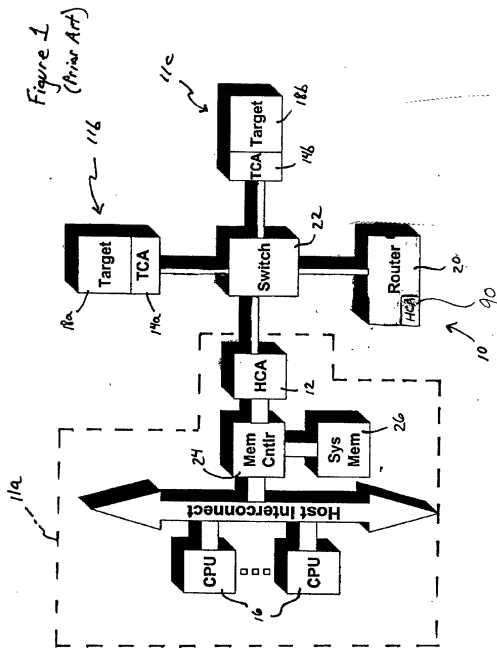 Figure 1
(Prior Art)
11a
11b
11c
CPU
CPU
16
Host Interconnect
24
Mem
Cntlr
Sys
Mem
26
HCA
12
Switch
22
Target
TCA
18a
14a
TCA
Target
14b
18b
Router
HCA
20
90
10